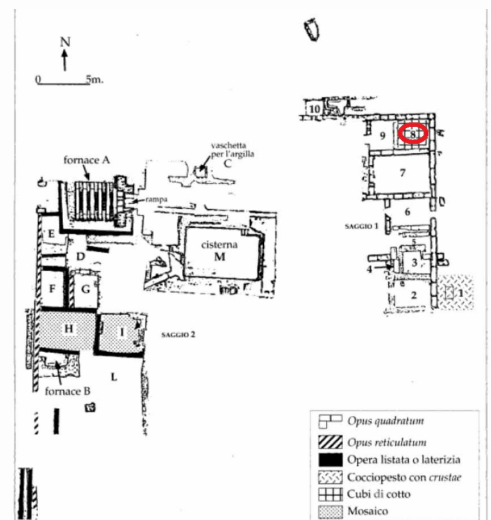 N
0 5m.
fornace A
vaschetta
per l'argilla
C
rampa
E
D
F
G
cisterna
M
H
I
SAGGIO 2
fornace B
L
10
9
8
7
6
SAGGIO 1
5
4
3
2
1
Opus quadratum
Opus reticulatum
Opera listata o laterizia
Cocciopesto con crustae
Cubi di cotto
Mosaico